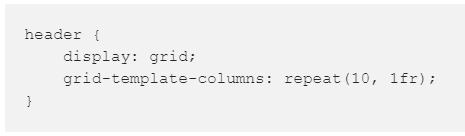 header {
    display: grid;
    grid-template-columns: repeat(10, 1fr);
}